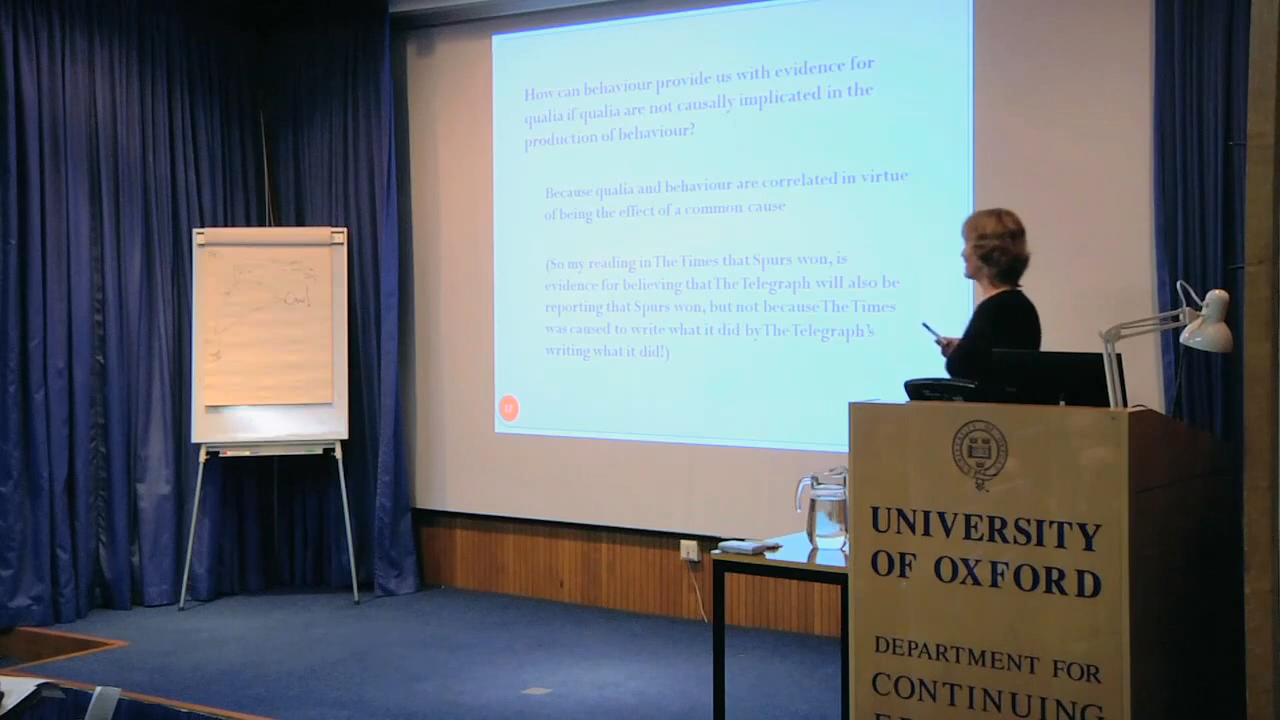 How can behaviour provide us with evidence for
qualia if qualia are not causally implicated in the
production of behaviour?
Because qualia and behaviour are correlated in virtue
of being the effect of a common cause
(So my reading in The Times that Spurs won, is
evidence for believing that The Telegraph will also be
reporting that Spurs won, but not because The Times
was caused to write what it did by The Telegraph's
writing what it did!)
17
UNIVERSITY
OF OXFORD
DEPARTMENT FOR
CONTINUING